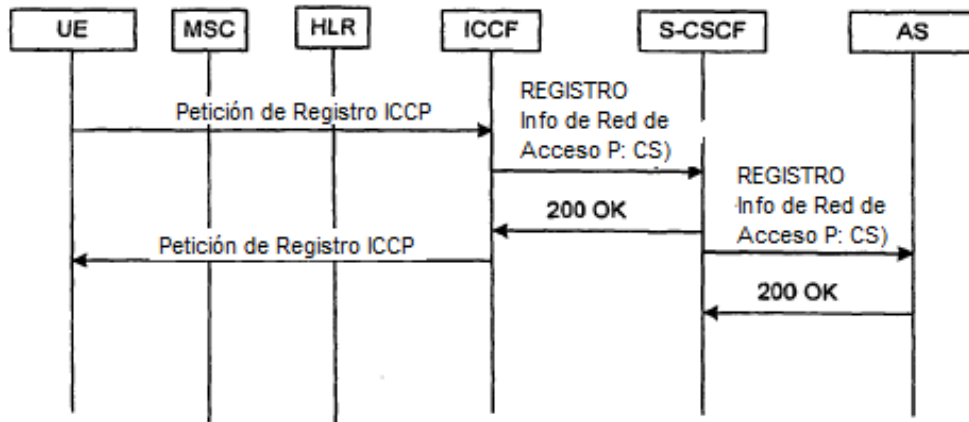 UE
MSC
HLR
ICCF
S-CSCF
AS
Petición de Registro ICCP
REGISTRO
Info de Red de
Acceso P: CS)
200 OK
REGISTRO
Info de Red de
Acceso P: CS)
Petición de Registro ICCP
200 OK